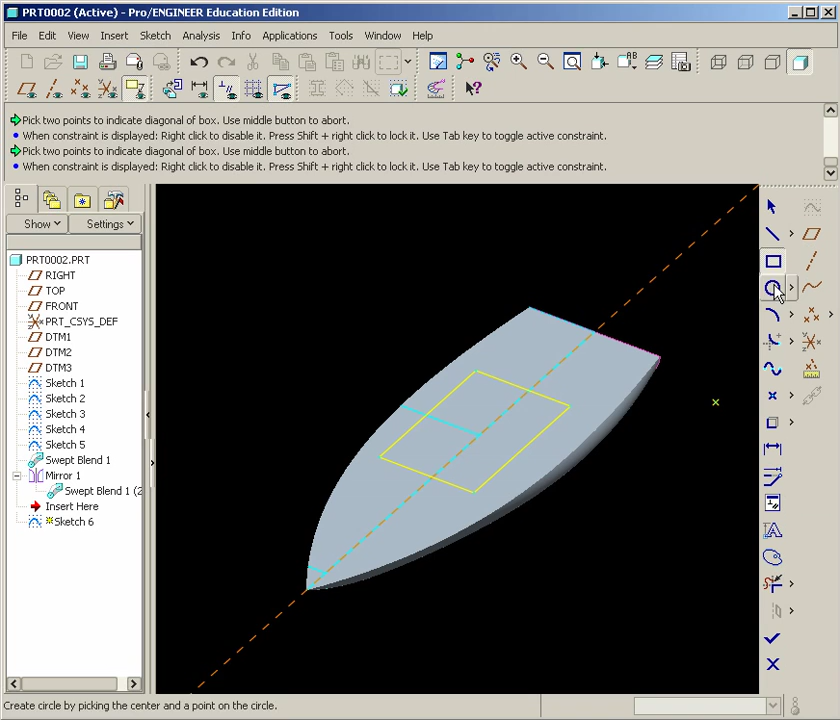 PRT0002 (Active) - Pro/ENGINEER Education Edition
File Edit View Insert Sketch Analysis Info Applications Tools Window Help
Pick two points to indicate diagonal of box. Use middle button to abort.
When constraint is displayed: Right click to disable it. Press Shift + right click to lock it. Use Tab key to toggle active constraint.
Pick two points to indicate diagonal of box. Use middle button to abort.
When constraint is displayed: Right click to disable it. Press Shift + right click to lock it. Use Tab key to toggle active constraint.
Show Settings
PRT0002.PRT
RIGHT
TOP
FRONT
PRT_CSYS_DEF
DTM1
DTM2
DTM3
Sketch 1
Sketch 2
Sketch 3
Sketch 4
Sketch 5
Swept Blend 1
Mirror 1
Swept Blend 1 (2
Insert Here
Sketch 6
Create circle by picking the center and a point on the circle.